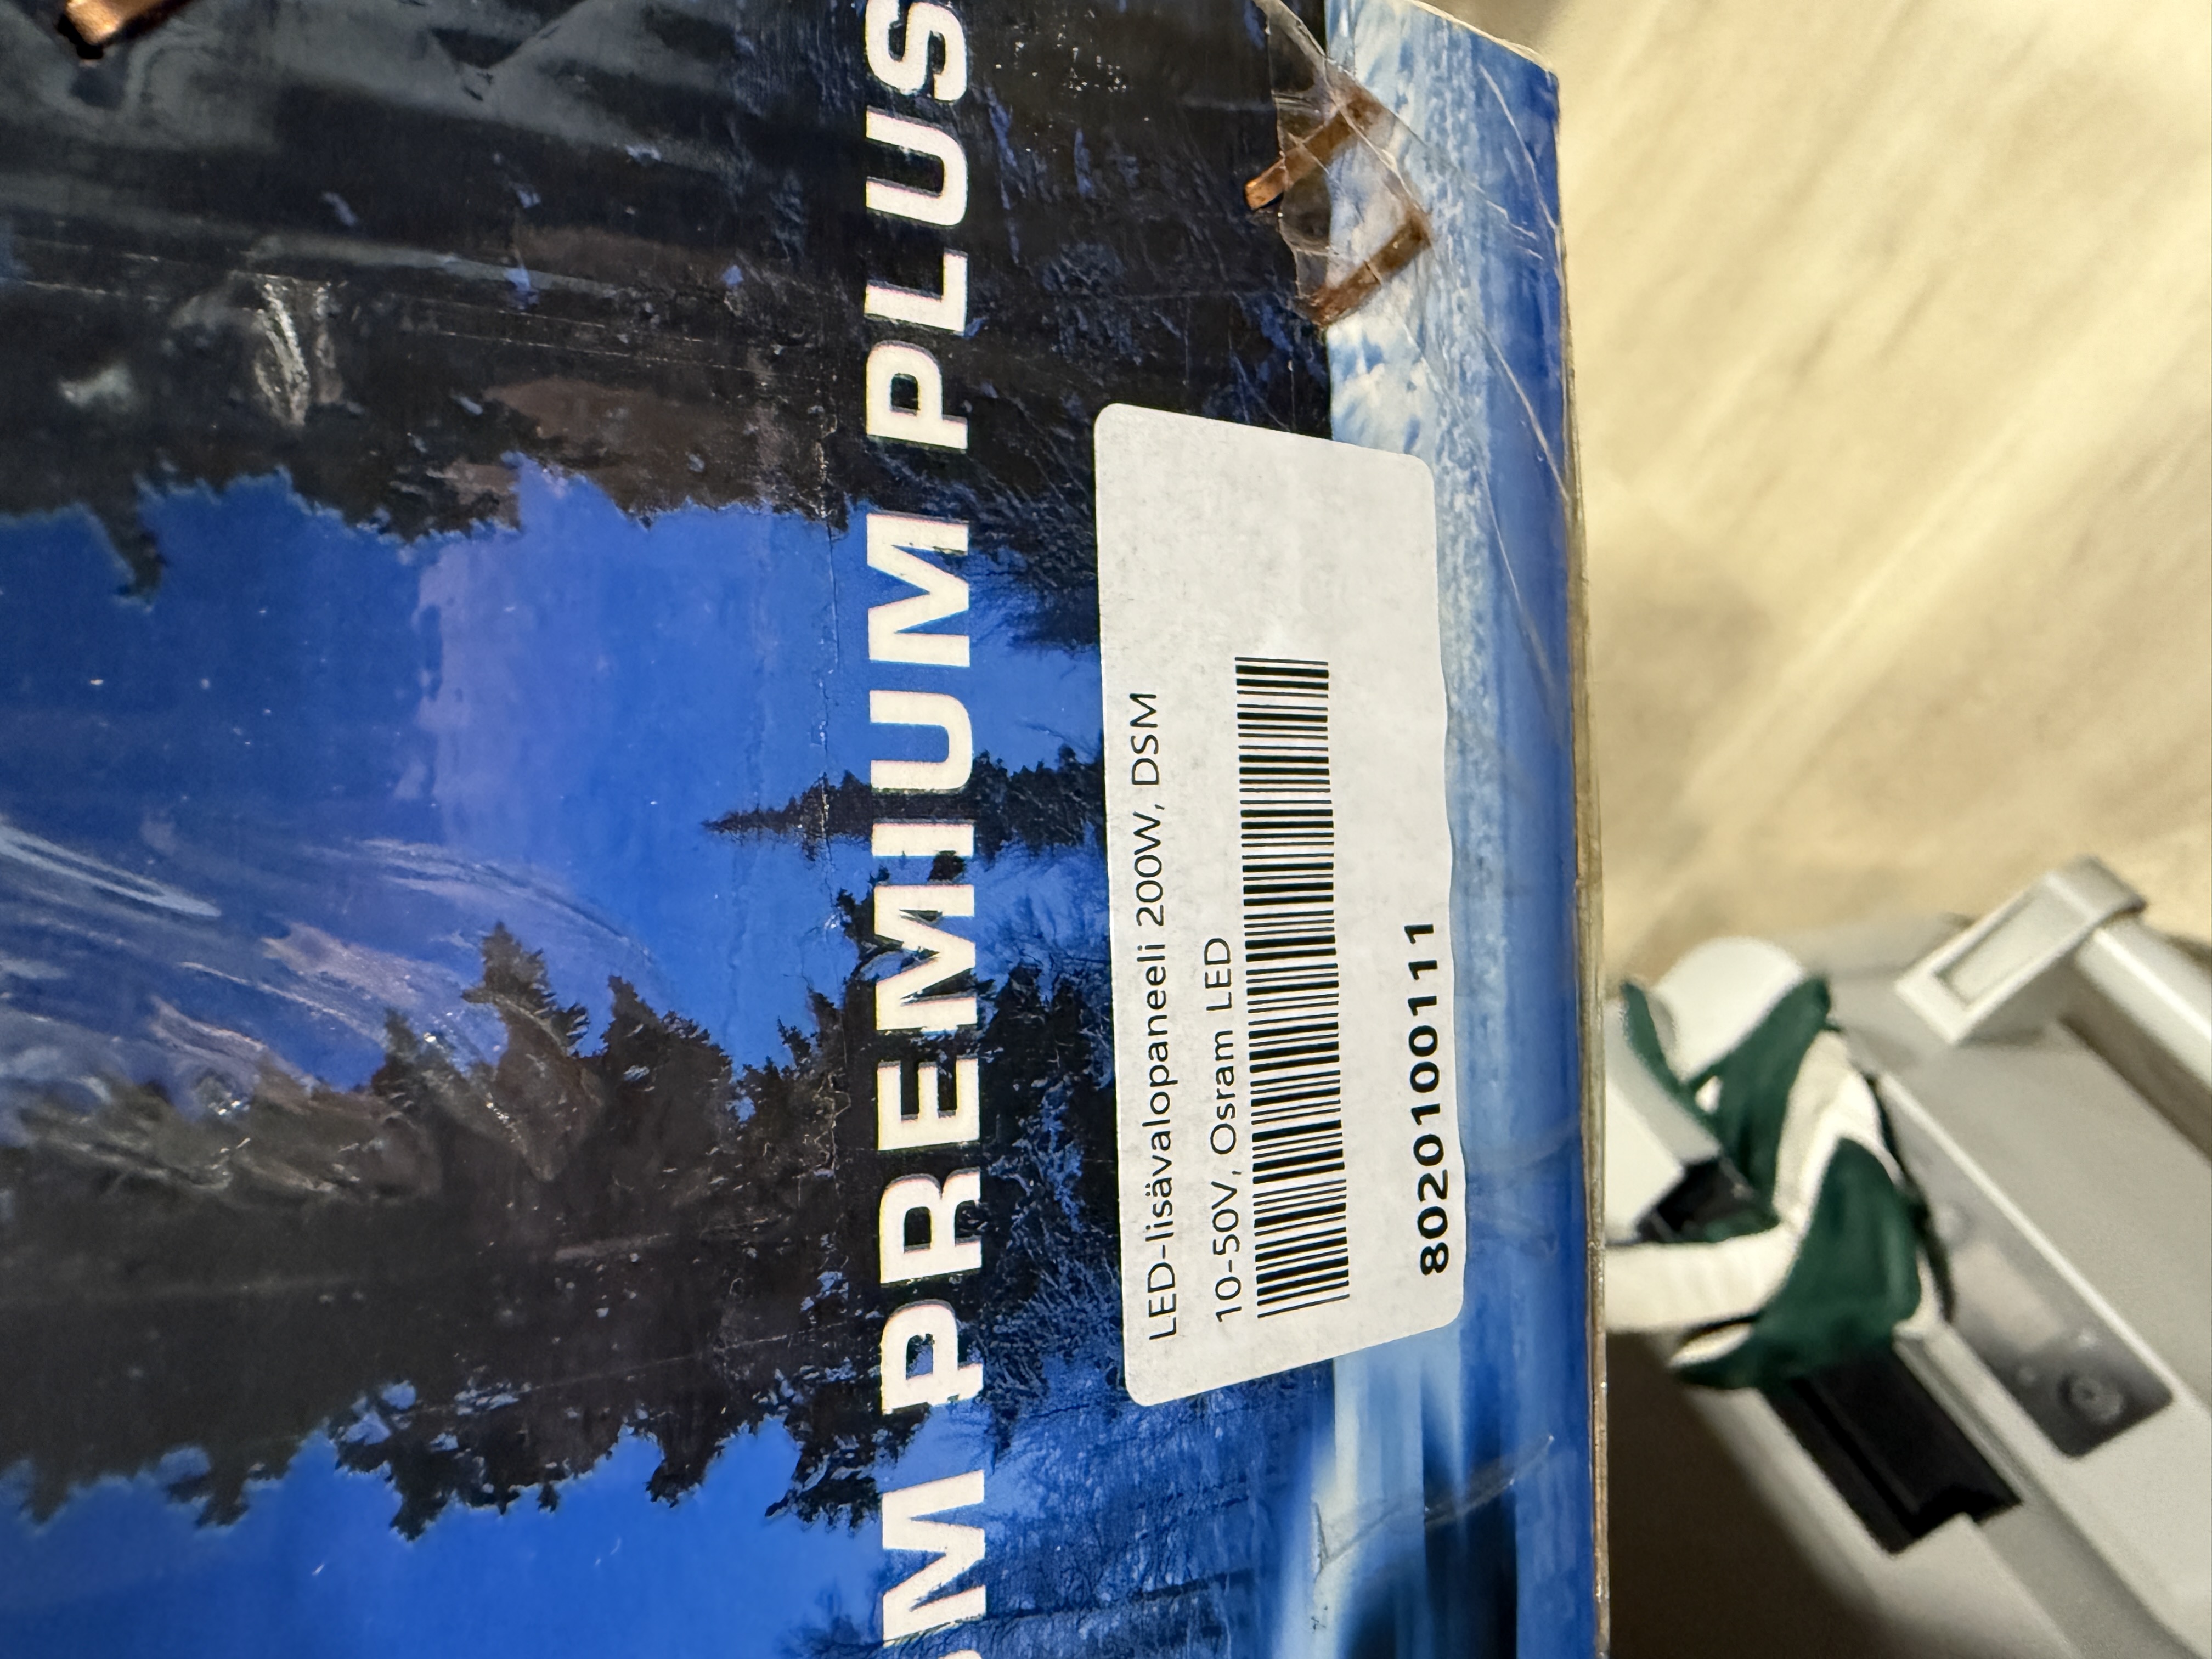 M PREMIUM PLUS
LED-lisävalopaneeli 200W, DSM
10-50V, Osram LED
8020100111